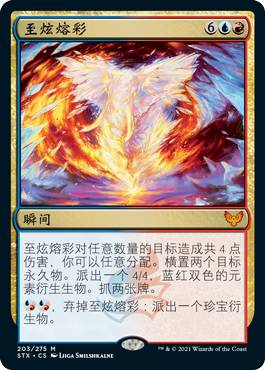 至炫熔彩 6
瞬间
至炫熔彩对任意数量的目标造成共4点
伤害，你可以任意分配。横置两个目标
永久物。派出一个4/4，蓝红双色的元
素衍生生物。抓两张牌。
，弃掉至炫熔彩：派出一个珍宝衍
生物。
203/275 M
STX • CS LIIGA SMILSHKALNE
™ & © 2021 Wizards of the Coast